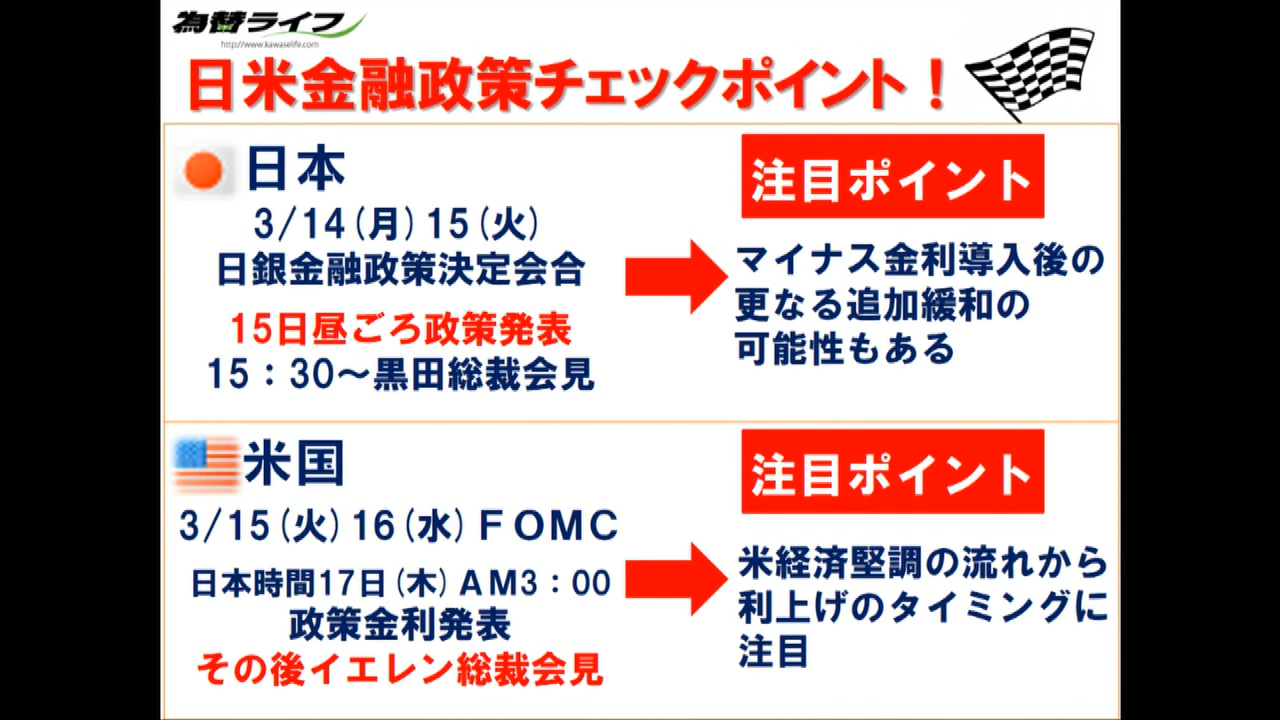 為替ライフ
http://www.kawaselife.com
日米金融政策チェックポイント！
日本
3/14(月)15(火)
日銀金融政策決定会合
15日昼ごろ政策発表
15：30～黒田総裁会見
注目ポイント
マイナス金利導入後の
更なる追加緩和の
可能性もある
米国
3/15(火)16(水)ＦＯＭＣ
日本時間17日(木)ＡＭ3：00
政策金利発表
その後イエレン総裁会見
注目ポイント
米経済堅調の流れから
利上げのタイミングに
注目